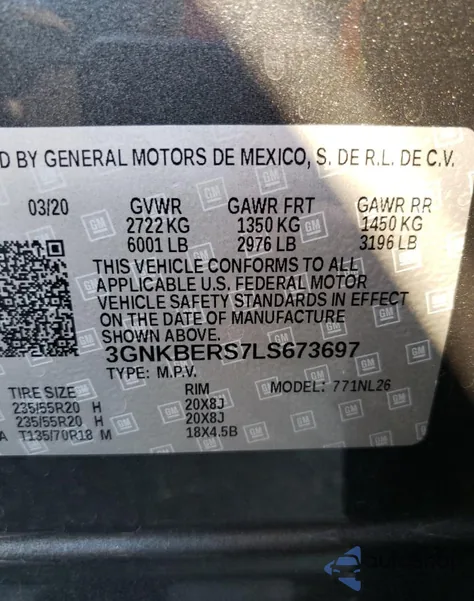 D BY GENERAL MOTORS DE MEXICO, S. DE R.L. DE C.V.
03/20 GVWR GAWR FRT GAWR RR
2722 KG 1350 KG 1450 KG
6001 LB 2976 LB 3196 LB
THIS VEHICLE CONFORMS TO ALL
APPLICABLE U.S. FEDERAL MOTOR
VEHICLE SAFETY STANDARDS IN EFFECT
ON THE DATE OF MANUFACTURE
SHOWN ABOVE.
3GNKBERS7LS673697
TYPE: M.P.V. MODEL: 771NL26
TIRE SIZE RIM
235/55R20 H 20X8J
235/55R20 H 20X8J
A T135/70R18 M 18X4.5B